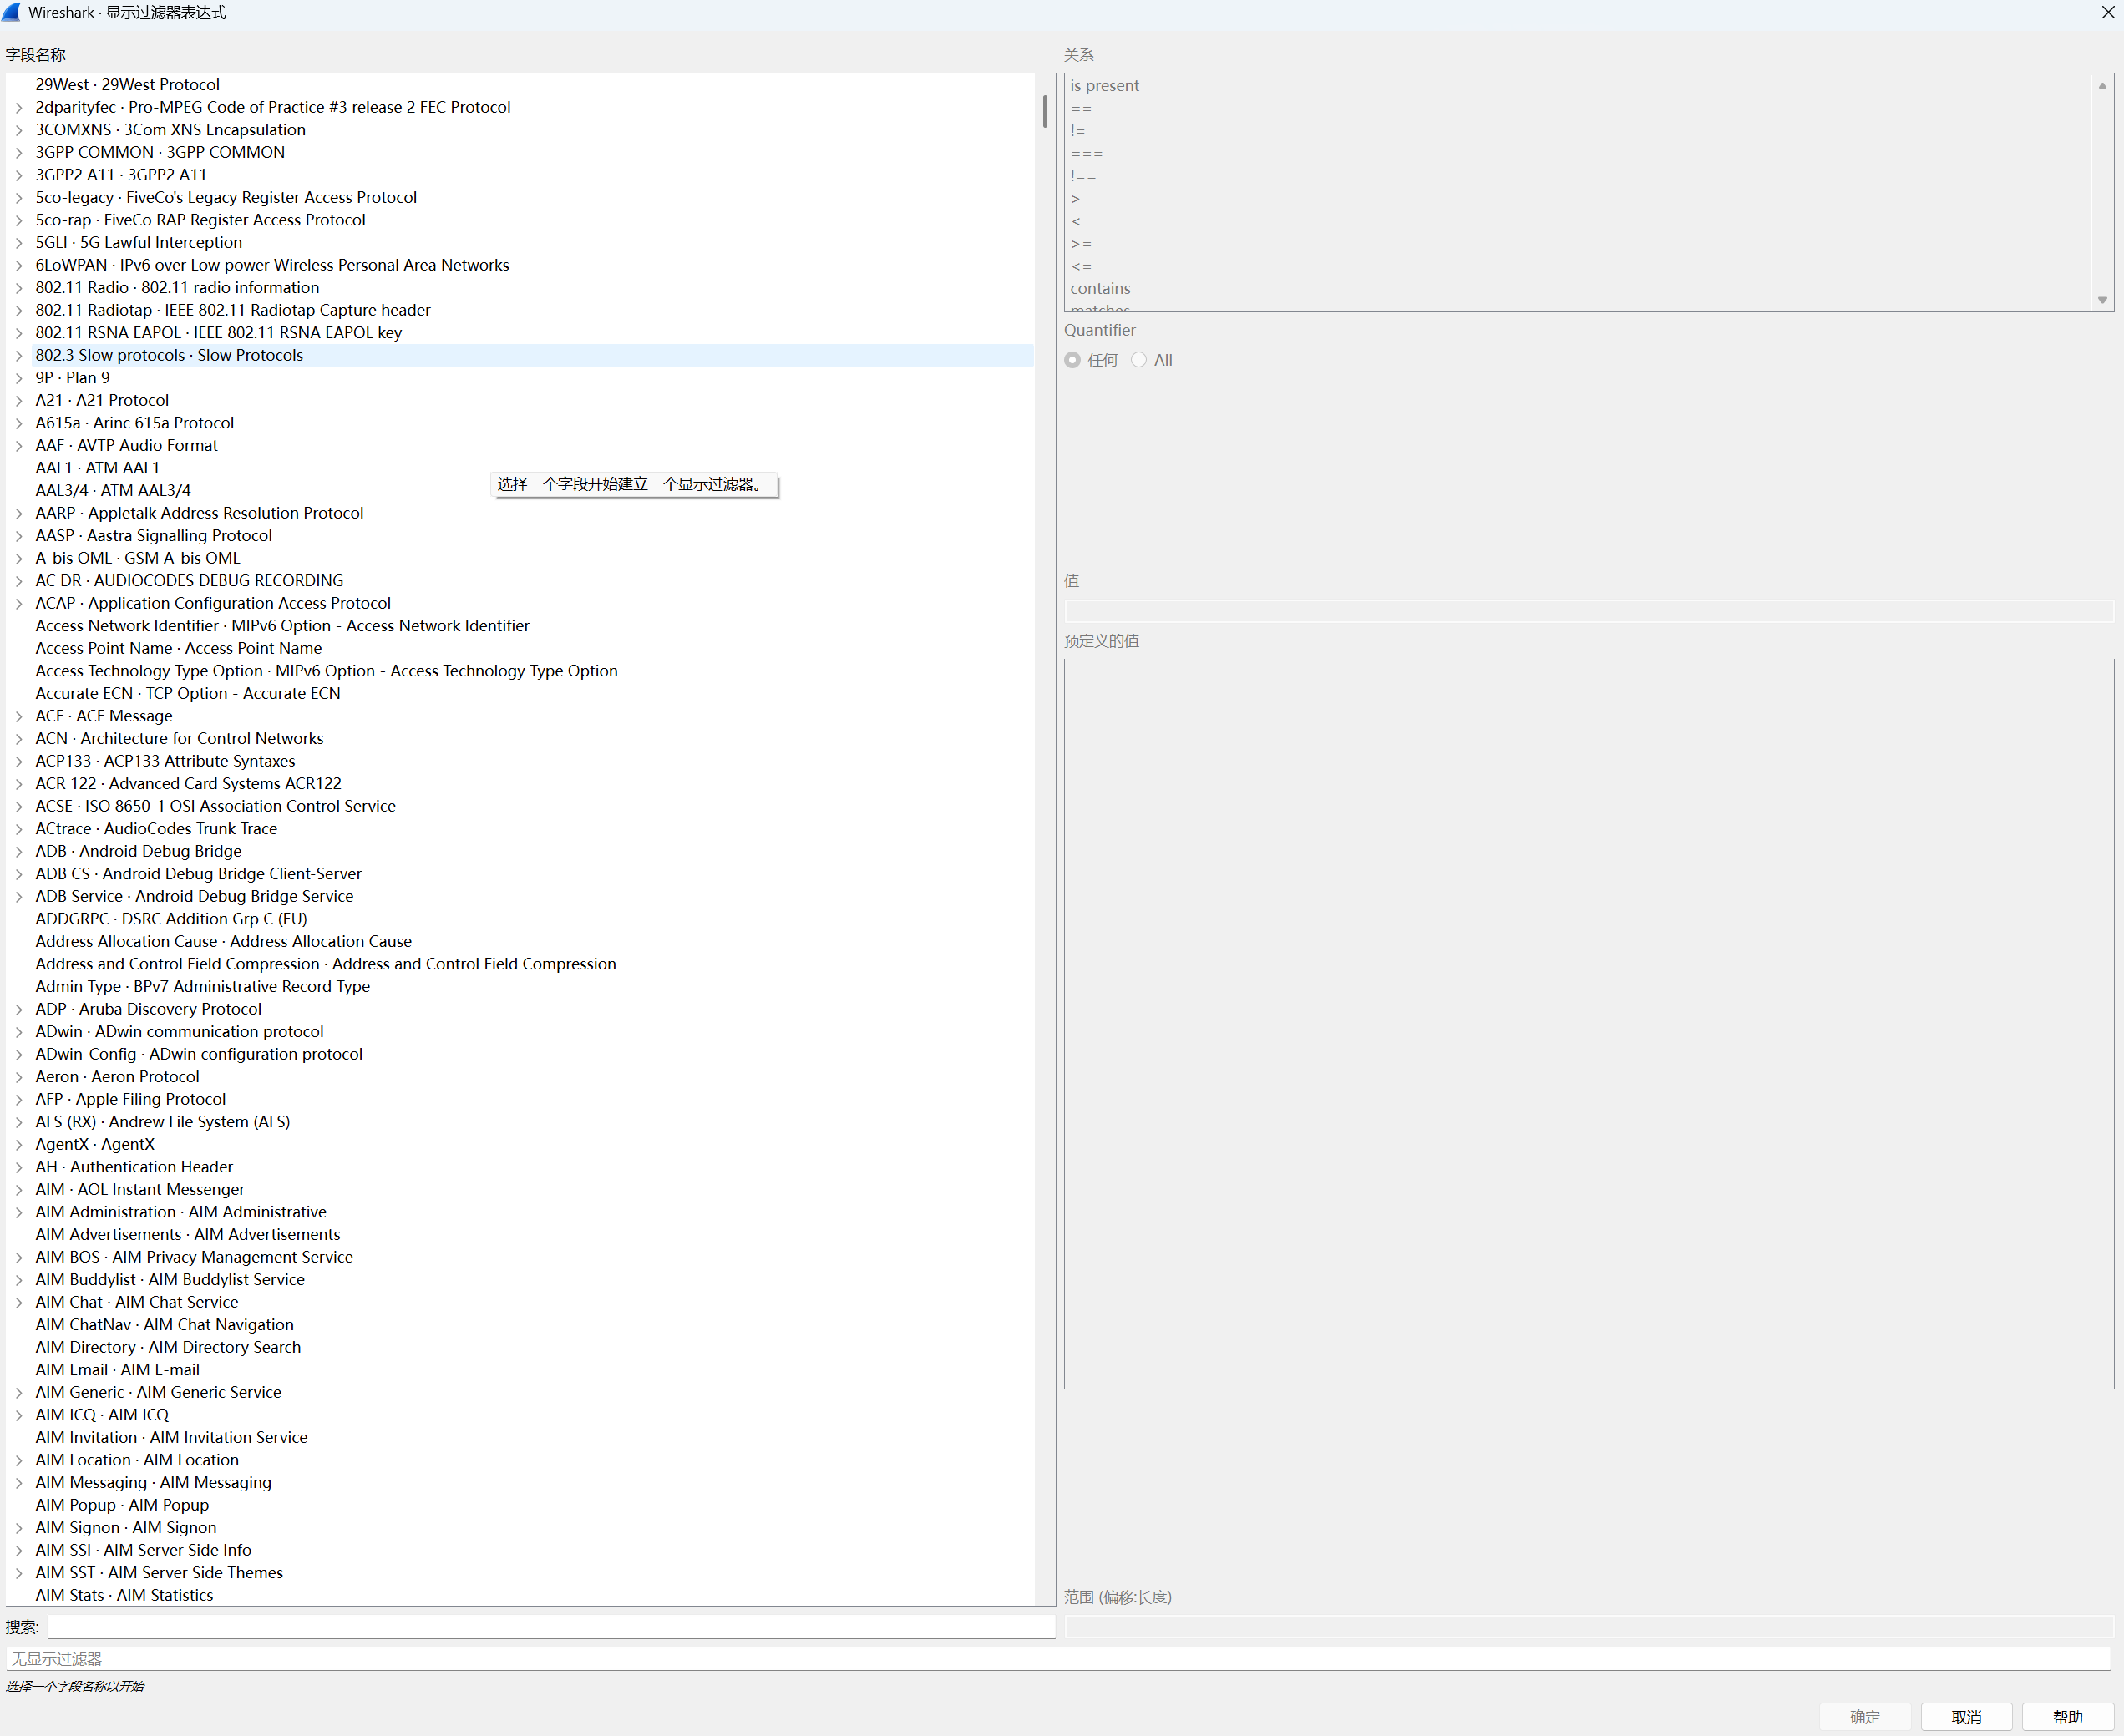 Wireshark · 显示过滤器表达式
字段名称
29West · 29West Protocol
2dparityfec · Pro-MPEG Code of Practice #3 release 2 FEC Protocol
3COMXNS · 3Com XNS Encapsulation
3GPP COMMON · 3GPP COMMON
3GPP2 A11 · 3GPP2 A11
5co-legacy · FiveCo's Legacy Register Access Protocol
5co-rap · FiveCo RAP Register Access Protocol
5GLI · 5G Lawful Interception
6LoWPAN · IPv6 over Low power Wireless Personal Area Networks
802.11 Radio · 802.11 radio information
802.11 Radiotap · IEEE 802.11 Radiotap Capture header
802.11 RSNA EAPOL · IEEE 802.11 RSNA EAPOL key
802.3 Slow protocols · Slow Protocols
9P · Plan 9
A21 · A21 Protocol
A615a · Arinc 615a Protocol
AAF · AVTP Audio Format
AAL1 · ATM AAL1
AAL3/4 · ATM AAL3/4
选择一个字段开始建立一个显示过滤器。
AARP · Appletalk Address Resolution Protocol
AASP · Aastra Signalling Protocol
A-bis OML · GSM A-bis OML
AC DR · AUDIOCODES DEBUG RECORDING
ACAP · Application Configuration Access Protocol
Access Network Identifier · MIPv6 Option - Access Network Identifier
Access Point Name · Access Point Name
Access Technology Type Option · MIPv6 Option - Access Technology Type Option
Accurate ECN · TCP Option - Accurate ECN
ACF · ACF Message
ACN · Architecture for Control Networks
ACP133 · ACP133 Attribute Syntaxes
ACR 122 · Advanced Card Systems ACR122
ACSE · ISO 8650-1 OSI Association Control Service
ACtrace · AudioCodes Trunk Trace
ADB · Android Debug Bridge
ADB CS · Android Debug Bridge Client-Server
ADB Service · Android Debug Bridge Service
ADDGRPC · DSRC Addition Grp C (EU)
Address Allocation Cause · Address Allocation Cause
Address and Control Field Compression · Address and Control Field Compression
Admin Type · BPv7 Administrative Record Type
ADP · Aruba Discovery Protocol
ADwin · ADwin communication protocol
ADwin-Config · ADwin configuration protocol
Aeron · Aeron Protocol
AFP · Apple Filing Protocol
AFS (RX) · Andrew File System (AFS)
AgentX · AgentX
AH · Authentication Header
AIM · AOL Instant Messenger
AIM Administration · AIM Administrative
AIM Advertisements · AIM Advertisements
AIM BOS · AIM Privacy Management Service
AIM Buddylist · AIM Buddylist Service
AIM Chat · AIM Chat Service
AIM ChatNav · AIM Chat Navigation
AIM Directory · AIM Directory Search
AIM Email · AIM E-mail
AIM Generic · AIM Generic Service
AIM ICQ · AIM ICQ
AIM Invitation · AIM Invitation Service
AIM Location · AIM Location
AIM Messaging · AIM Messaging
AIM Popup · AIM Popup
AIM Signon · AIM Signon
AIM SSI · AIM Server Side Info
AIM SST · AIM Server Side Themes
AIM Stats · AIM Statistics
搜索:
关系
is present
==
!=
===
!==
>
<
>=
<=
contains
matches
Quantifier
任何 All
值
预定义的值
范围 (偏移:长度)
无显示过滤器
选择一个字段名称以开始
确定 取消 帮助